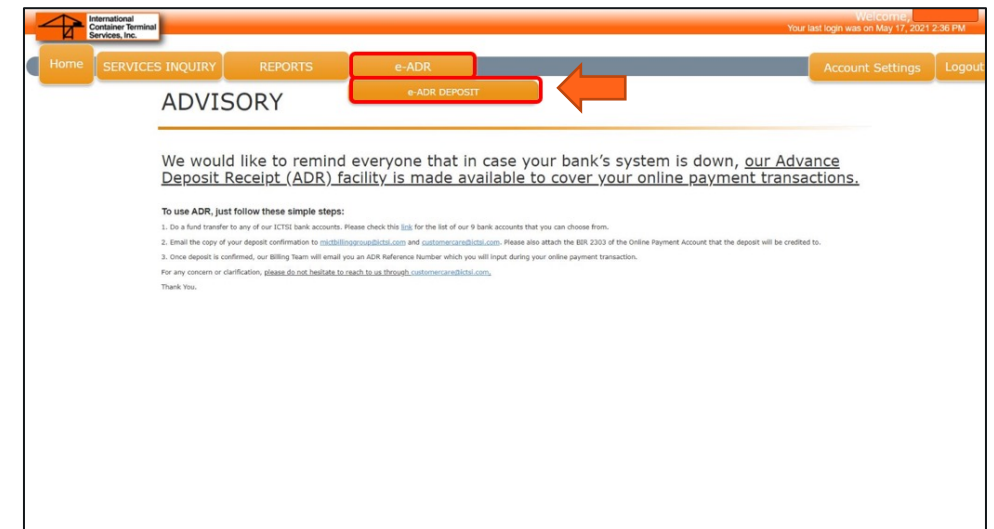 International
Container Terminal
Services, Inc.
Welcome,
Your last login was on May 17, 2021 2:36 PM
Home SERVICES INQUIRY REPORTS e-ADR Account Settings Logout
e-ADR DEPOSIT
ADVISORY
We would like to remind everyone that in case your bank's system is down, our Advance
Deposit Receipt (ADR) facility is made available to cover your online payment transactions.
To use ADR, just follow these simple steps:
1. Do a fund transfer to any of our ICTSI bank accounts. Please check this link for the list of our 9 bank accounts that you can choose from.
2. Email the copy of your deposit confirmation to mictbillinggroup@ictsi.com and customercare@ictsi.com. Please also attach the BIR 2303 of the Online Payment Account that the deposit will be credited to.
3. Once deposit is confirmed, our Billing Team will email you an ADR Reference Number which you will input during your online payment transaction.
For any concern or clarification, please do not hesitate to reach to us through customercare@ictsi.com.
Thank You.